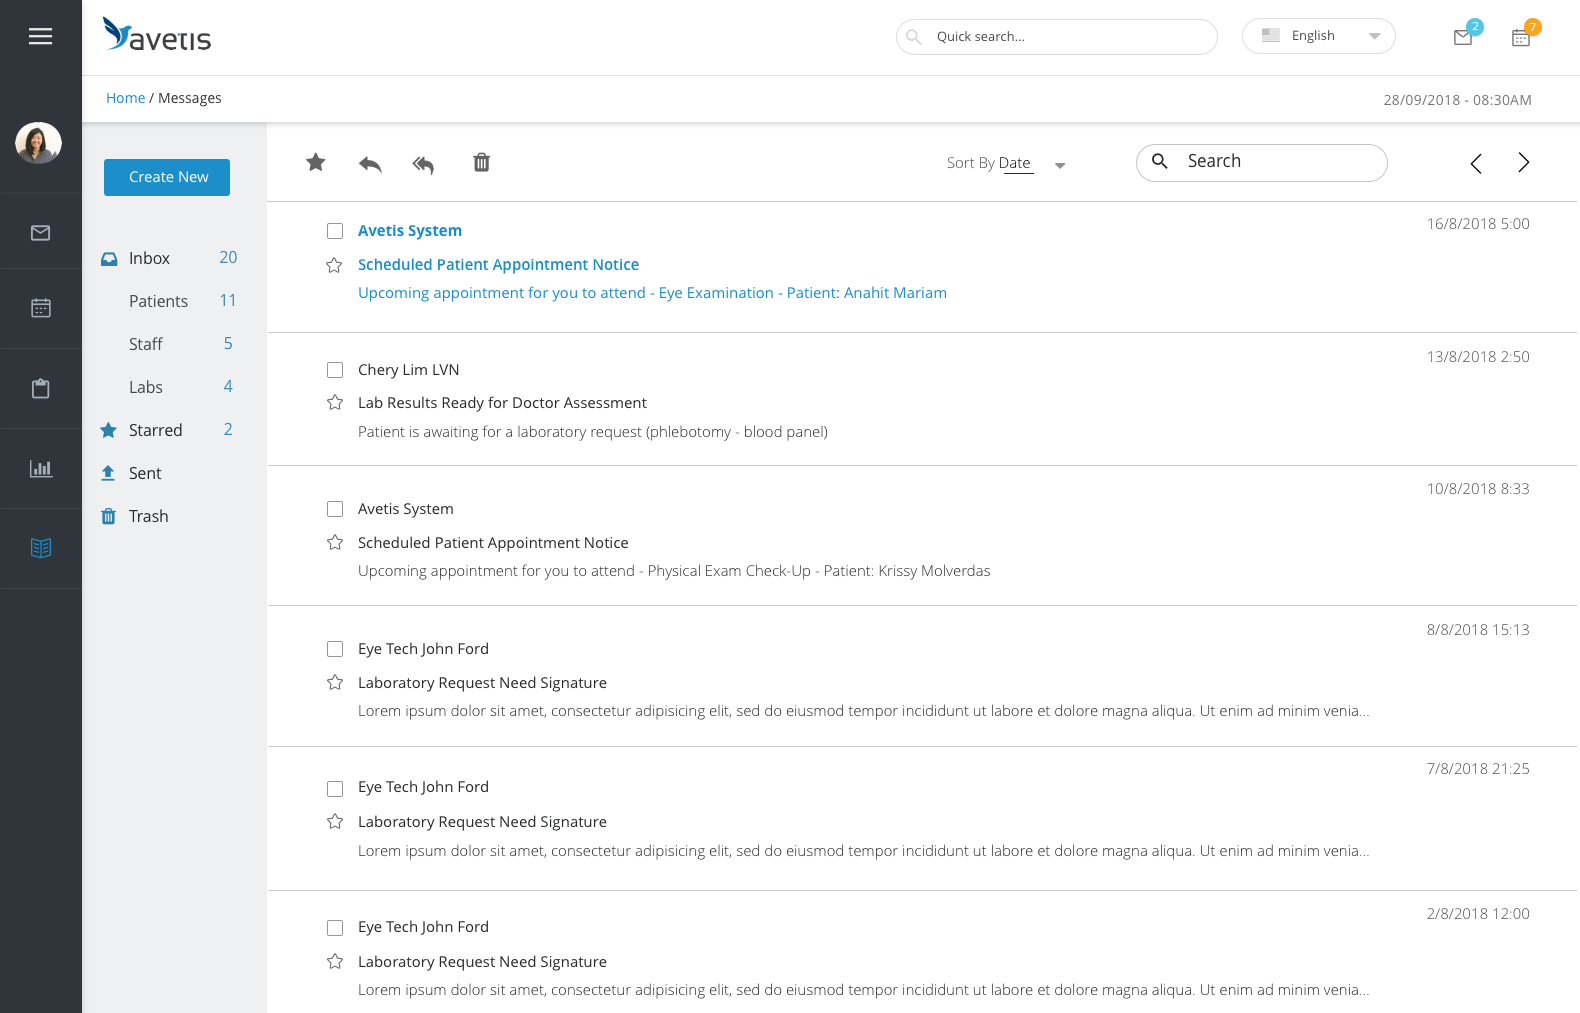 avetis
Quick search...
English
2
7
Home / Messages
28/09/2018 - 08:30AM
Create New
Inbox 20
Patients 11
Staff 5
Labs 4
Starred 2
Sent
Trash
Sort By Date
Search
Avetis System
16/8/2018 5:00
Scheduled Patient Appointment Notice
Upcoming appointment for you to attend - Eye Examination - Patient: Anahit Mariam
13/8/2018 2:50
Chery Lim LVN
Lab Results Ready for Doctor Assessment
Patient is awaiting for a laboratory request (phlebotomy - blood panel)
10/8/2018 8:33
Avetis System
Scheduled Patient Appointment Notice
Upcoming appointment for you to attend - Physical Exam Check-Up - Patient: Krissy Molverdas
8/8/2018 15:13
Eye Tech John Ford
Laboratory Request Need Signature
Lorem ipsum dolor sit amet, consectetur adipisicing elit, sed do eiusmod tempor incididunt ut labore et dolore magna aliqua. Ut enim ad minim venia...
7/8/2018 21:25
Eye Tech John Ford
Laboratory Request Need Signature
Lorem ipsum dolor sit amet, consectetur adipisicing elit, sed do eiusmod tempor incididunt ut labore et dolore magna aliqua. Ut enim ad minim venia...
2/8/2018 12:00
Eye Tech John Ford
Laboratory Request Need Signature
Lorem ipsum dolor sit amet, consectetur adipisicing elit, sed do eiusmod tempor incididunt ut labore et dolore magna aliqua. Ut enim ad minim venia...